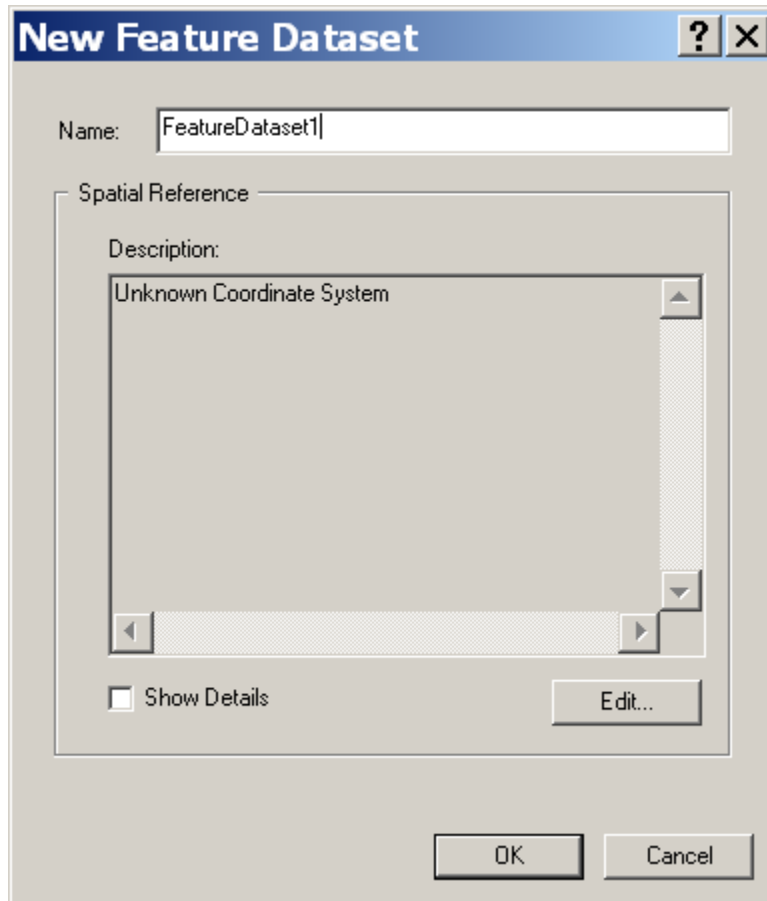 New Feature Dataset
Name: FeatureDataset1
Spatial Reference
Description:
Unknown Coordinate System
Show Details
Edit...
OK Cancel